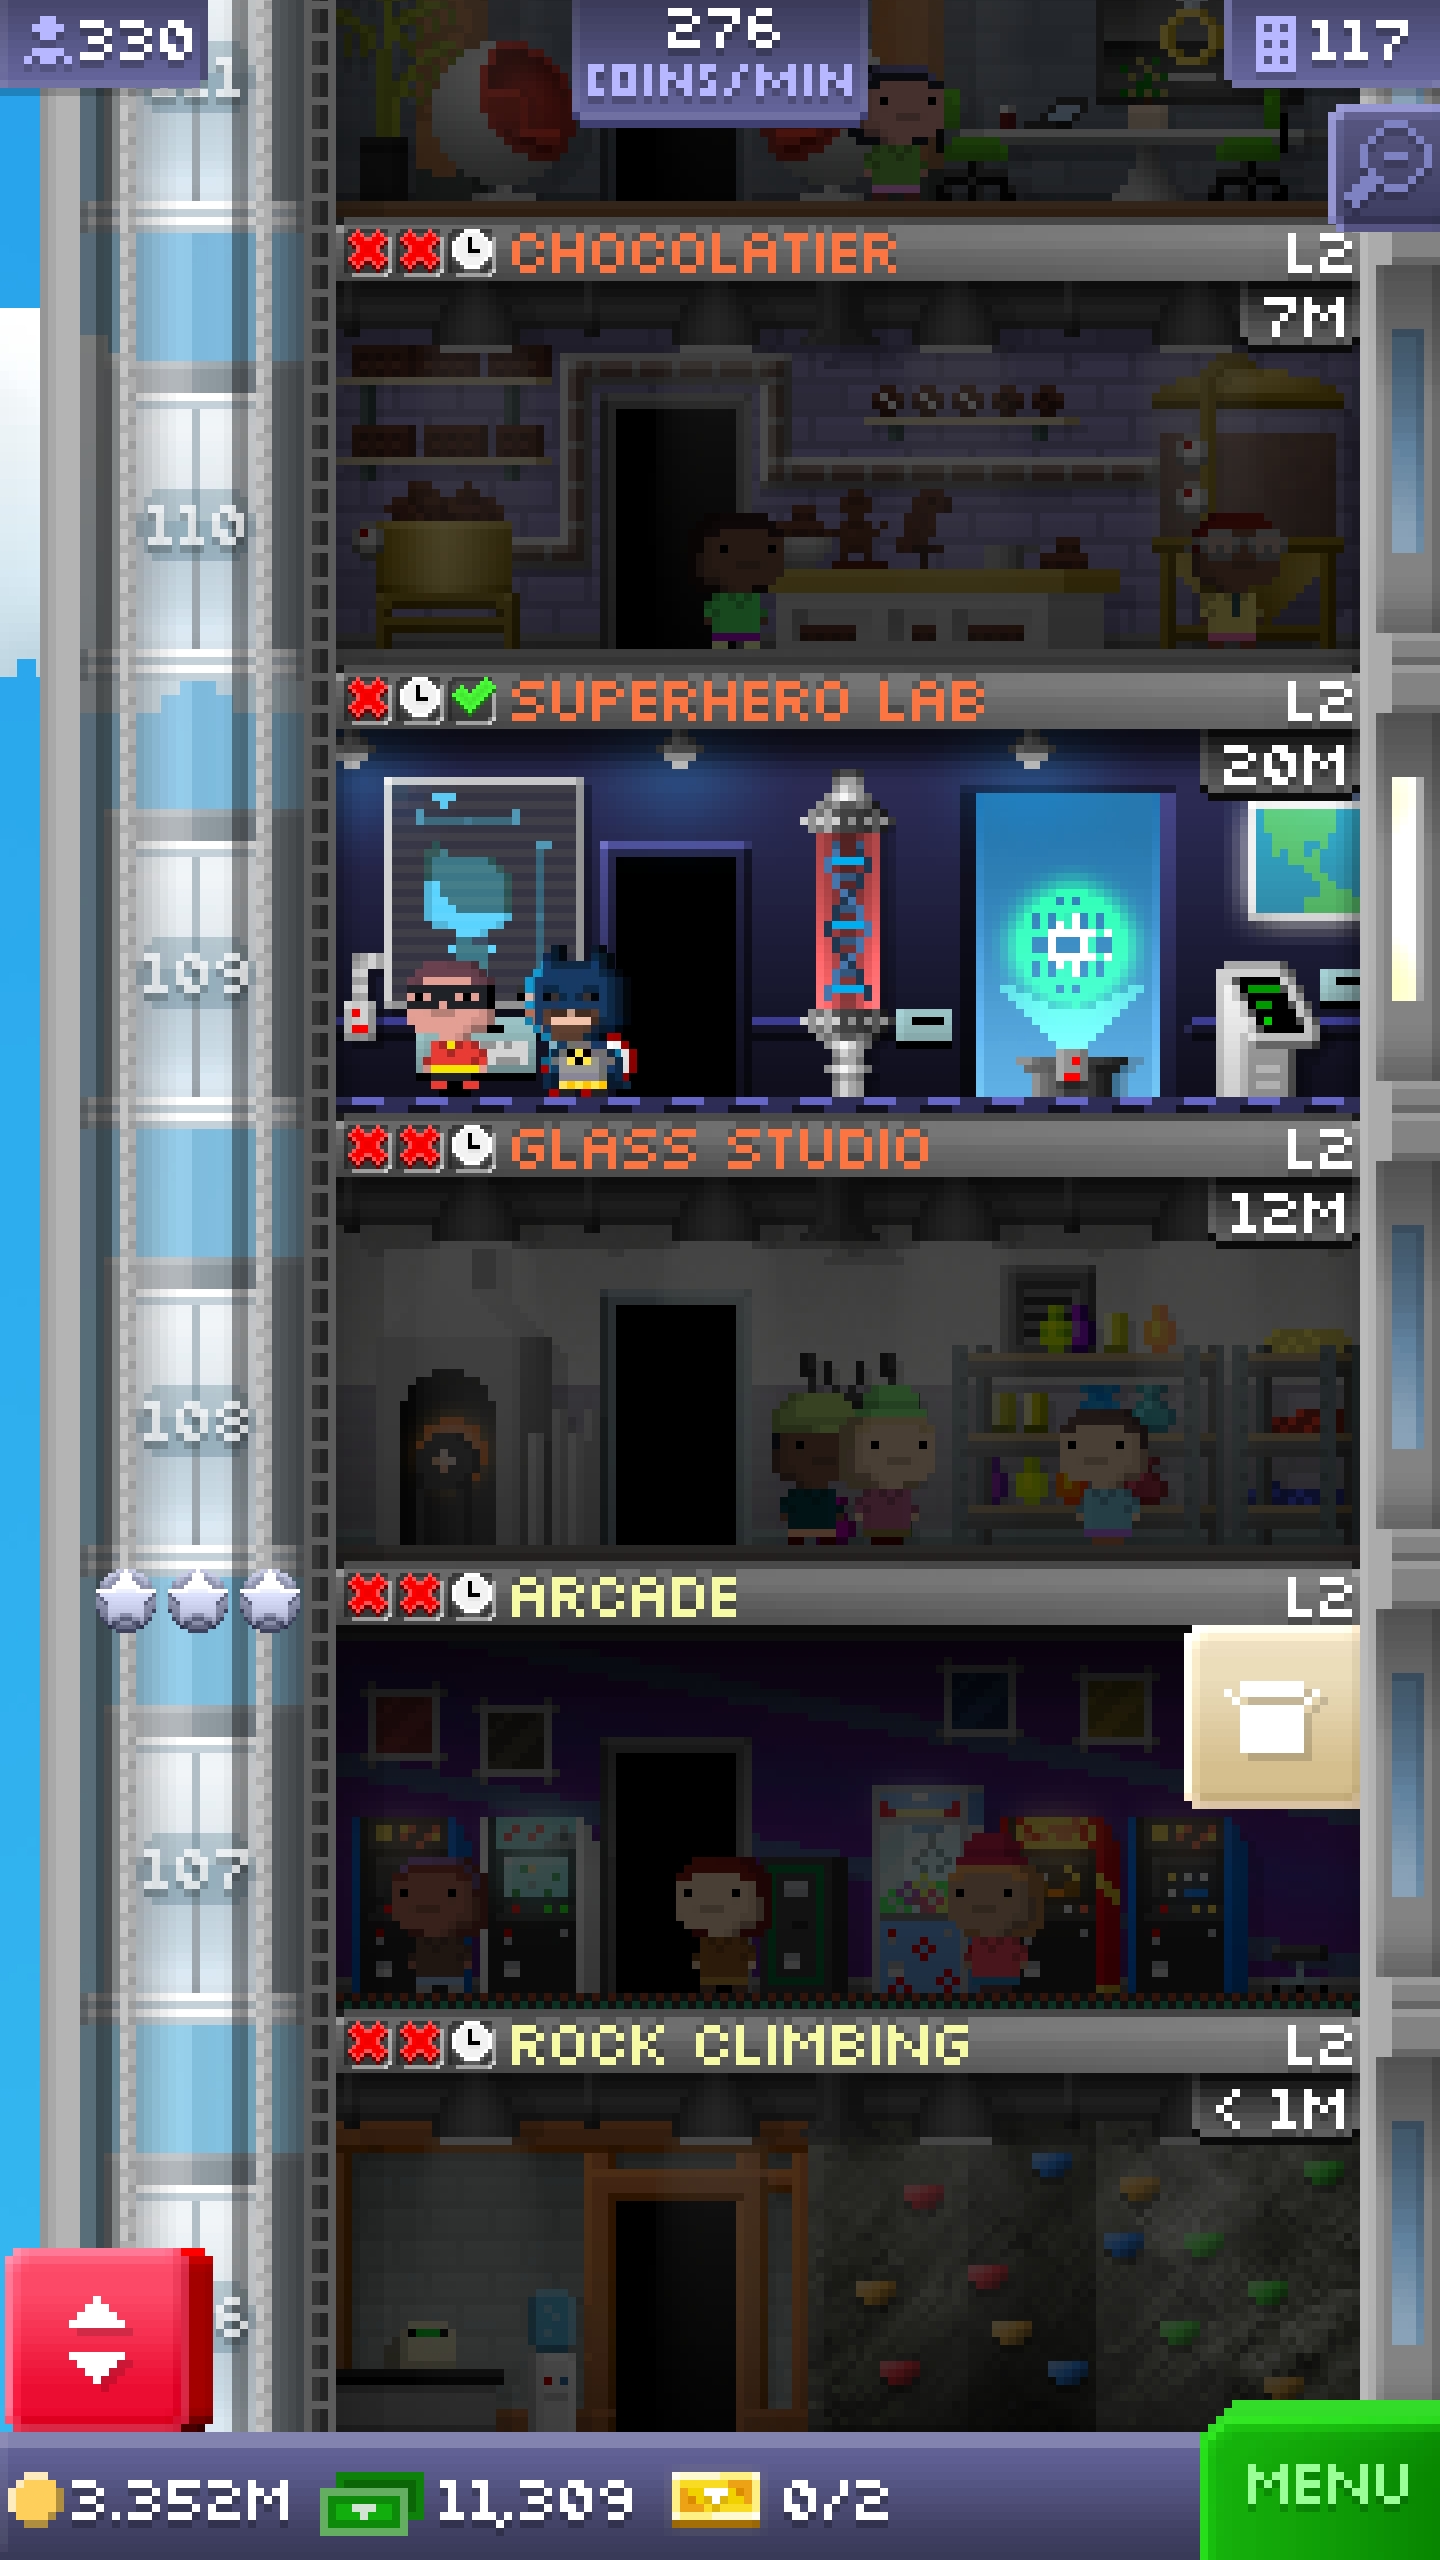 330
276
COINS/MIN
117
CHOCOLATIER L2
7M
110
SUPERHERO LAB L2
20M
109
GLASS STUDIO L2
12M
108
ARCADE L2
107
ROCK CLIMBING L2
< 1M
3.352M 11,309 0/2
MENU